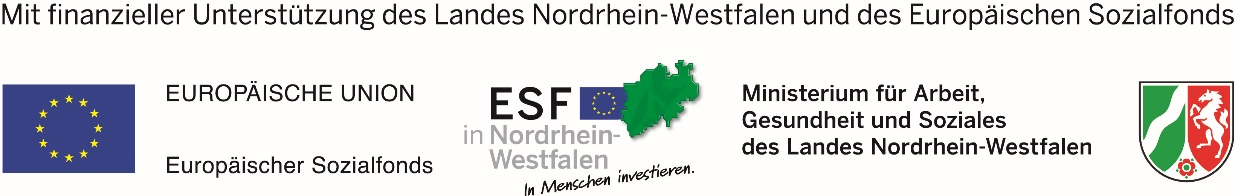 Mit finanzieller Unterstützung des Landes Nordrhein-Westfalen und des Europäischen Sozialfonds
EUROPÄISCHE UNION
Europäischer Sozialfonds
ESF
in Nordrhein-
Westfalen
In Menschen investieren.
Ministerium für Arbeit,
Gesundheit und Soziales
des Landes Nordrhein-Westfalen